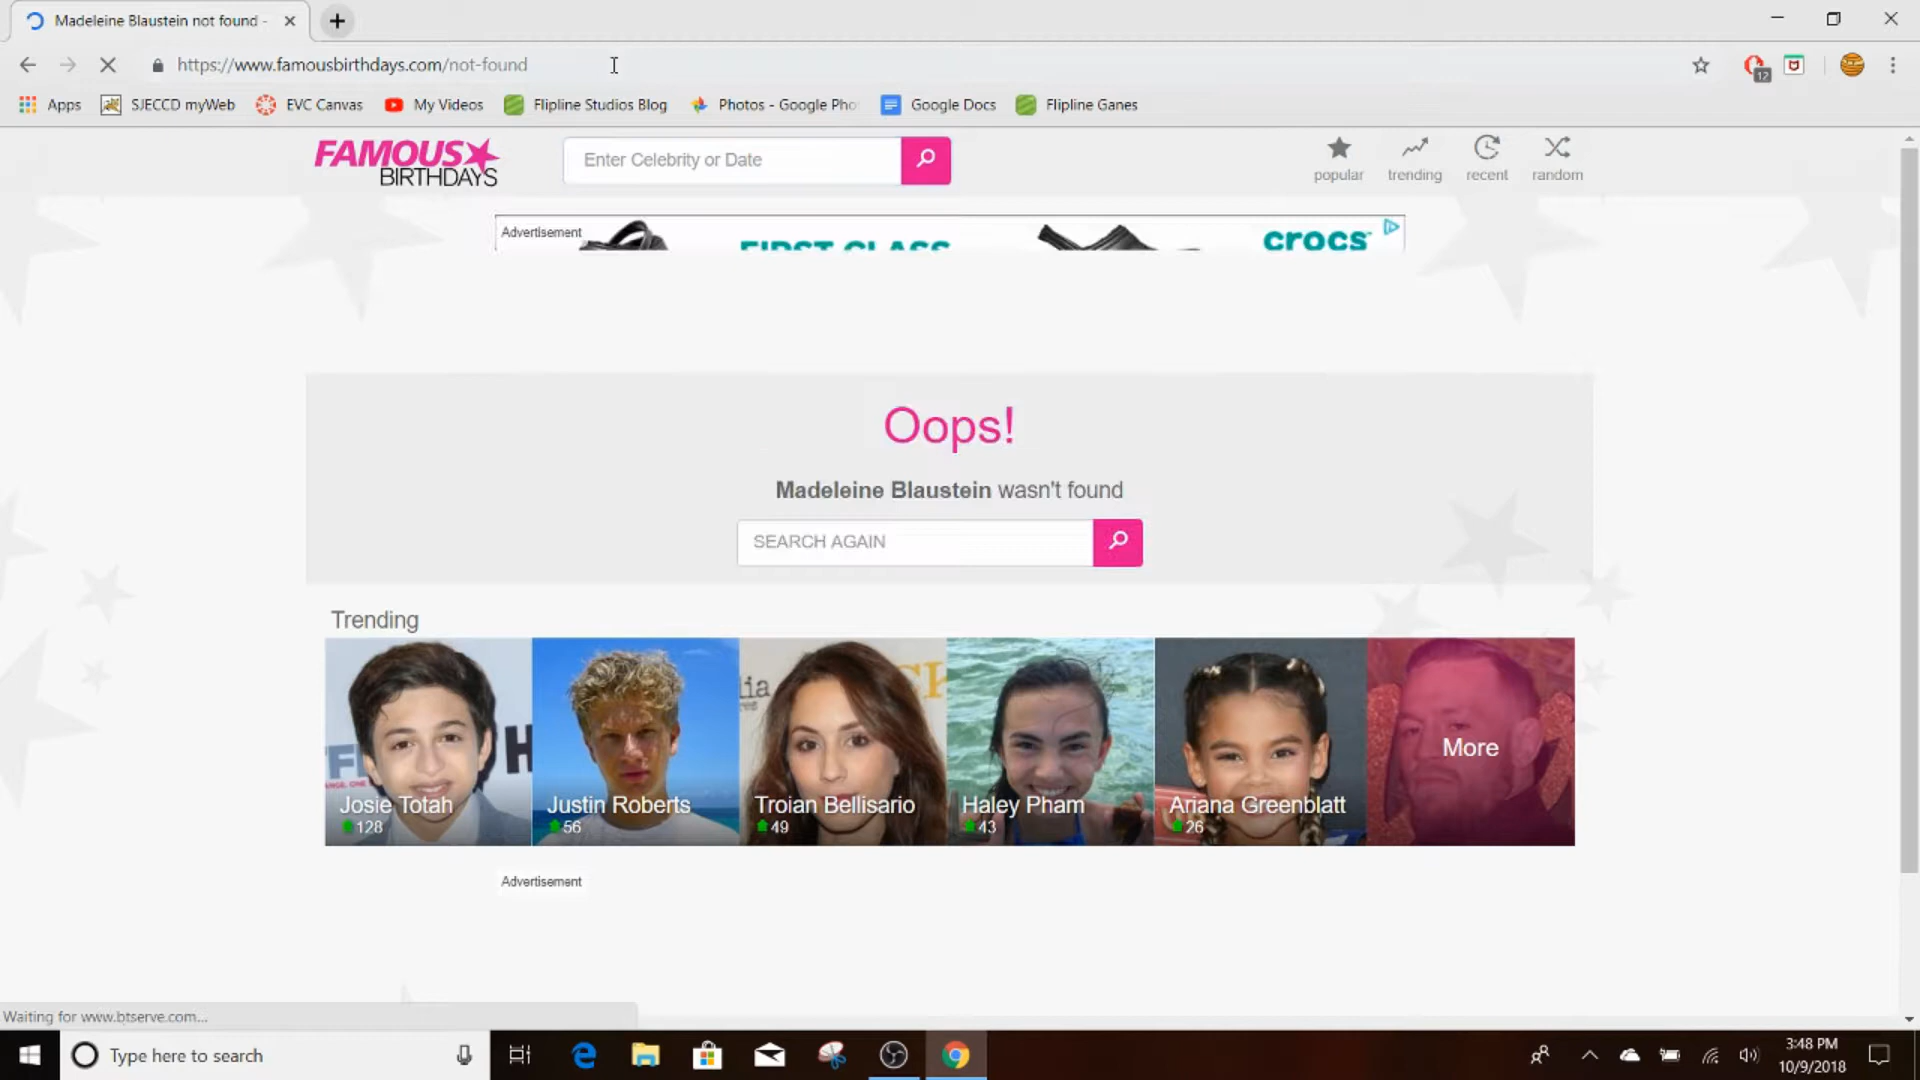 Madeleine Blaustein not found -
https://www.famousbirthdays.com/not-found
12
Apps SJECCD myWeb EVC Canvas My Videos Flipline Studios Blog Photos - Google Pho Google Docs Flipline Ganes
FAMOUS
BIRTHDAYS
Enter Celebrity or Date
popular trending recent random
Advertisement
FIRST CLASS
crocs
Oops!
Madeleine Blaustein wasn't found
SEARCH AGAIN
Trending
Josie Totah
128
Justin Roberts
56
Troian Bellisario
49
Haley Pham
43
Ariana Greenblatt
26
More
Advertisement
Waiting for www.btserve.com...
Type here to search
3:48 PM
10/9/2018